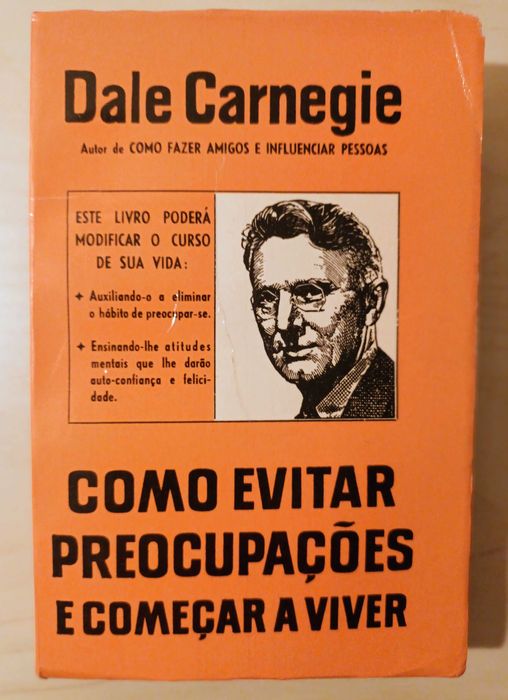 Dale Carnegie
Autor de COMO FAZER AMIGOS E INFLUENCIAR PESSOAS
ESTE LIVRO PODERÁ
MODIFICAR O CURSO
DE SUA VIDA:
✦ Auxiliando-o a eliminar
o hábito de preocupar-se.
✦ Ensinando-lhe atitudes
mentais que lhe darão
auto-confiança e felici-
dade.
COMO EVITAR
PREOCUPAÇÕES
E COMEÇAR A VIVER